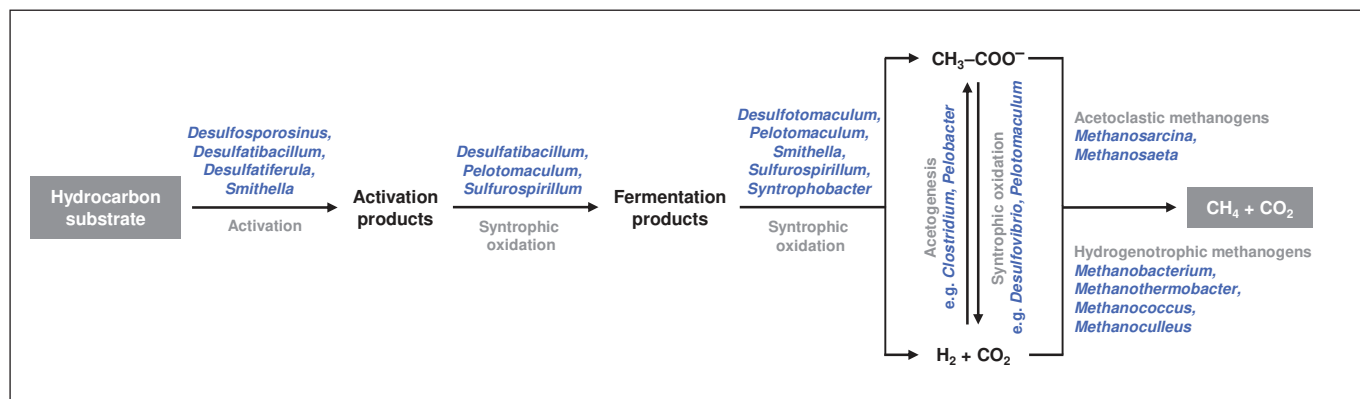 Hydrocarbon
substrate
Desulfosporosinus,
Desulfatibacillum,
Desulfatiferula,
Smithella
Activation
Activation
products
Desulfatibacillum,
Pelotomaculum,
Sulfurospirillum
Syntrophic
oxidation
Fermentation
products
Desulfotomaculum,
Pelotomaculum,
Smithella,
Sulfurospirillum,
Syntrophobacter
Syntrophic
oxidation
CH₃–COO⁻
Acetogenesis
e.g. Clostridium, Pelobacter
Syntrophic oxidation
e.g. Desulfovibrio, Pelotomaculum
H₂ + CO₂
Acetoclastic methanogens
Methanosarcina,
Methanosaeta
CH₄ + CO₂
Hydrogenotrophic methanogens
Methanobacterium,
Methanothermobacter,
Methanococcus,
Methanoculleus